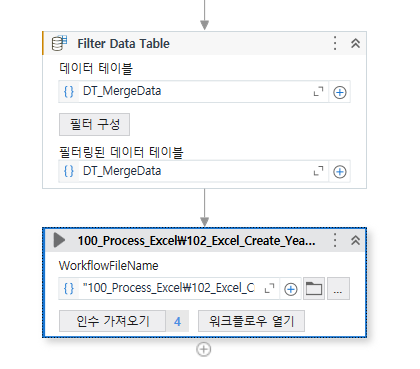 Filter Data Table
데이터 테이블
{ } DT_MergeData
필터 구성
필터링된 데이터 테이블
{ } DT_MergeData
100_Process_Excel₩102_Excel_Create_Yea...
WorkflowFileName
{ } "100_Process_Excel₩102_Excel_C
...
인수 가져오기 4 워크플로우 열기